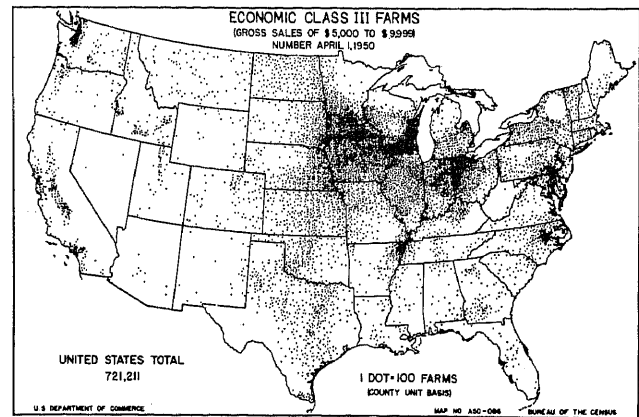 ECONOMIC CLASS III FARMS
(GROSS SALES OF $5,000 TO $9,999)
NUMBER APRIL 1, 1950
UNITED STATES TOTAL
721,211
1 DOT=100 FARMS
(COUNTY UNIT BASIS)
U.S DEPARTMENT OF COMMERCE
MAP NO A50-086
BUREAU OF THE CENSUS